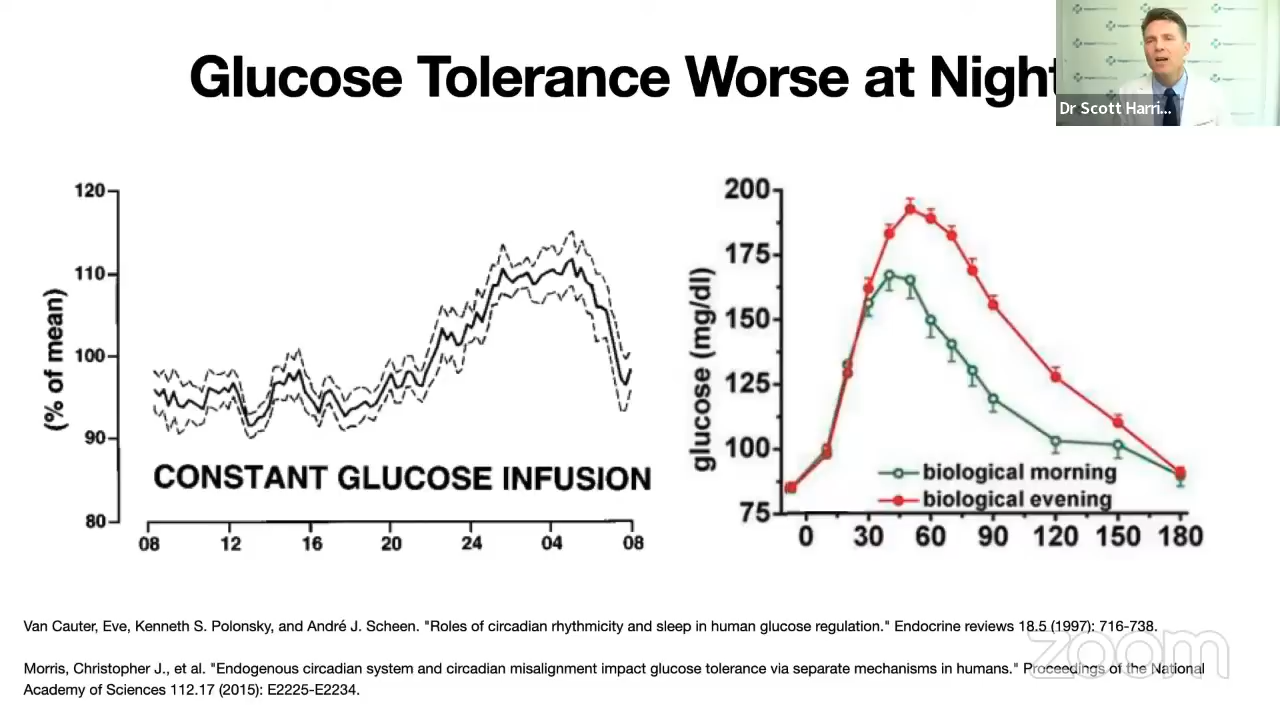 Glucose Tolerance Worse at Night
Dr Scott Harri...
120
110
100
90
80
(% of mean)
CONSTANT GLUCOSE INFUSION
08 12 16 20 24 04 08
200
175
150
125
100
75
glucose (mg/dl)
biological morning
biological evening
0 30 60 90 120 150 180
Van Cauter, Eve, Kenneth S. Polonsky, and André J. Scheen. "Roles of circadian rhythmicity and sleep in human glucose regulation." Endocrine reviews 18.5 (1997): 716-738.
Morris, Christopher J., et al. "Endogenous circadian system and circadian misalignment impact glucose tolerance via separate mechanisms in humans." Proceedings of the National
Academy of Sciences 112.17 (2015): E2225-E2234.
zoom